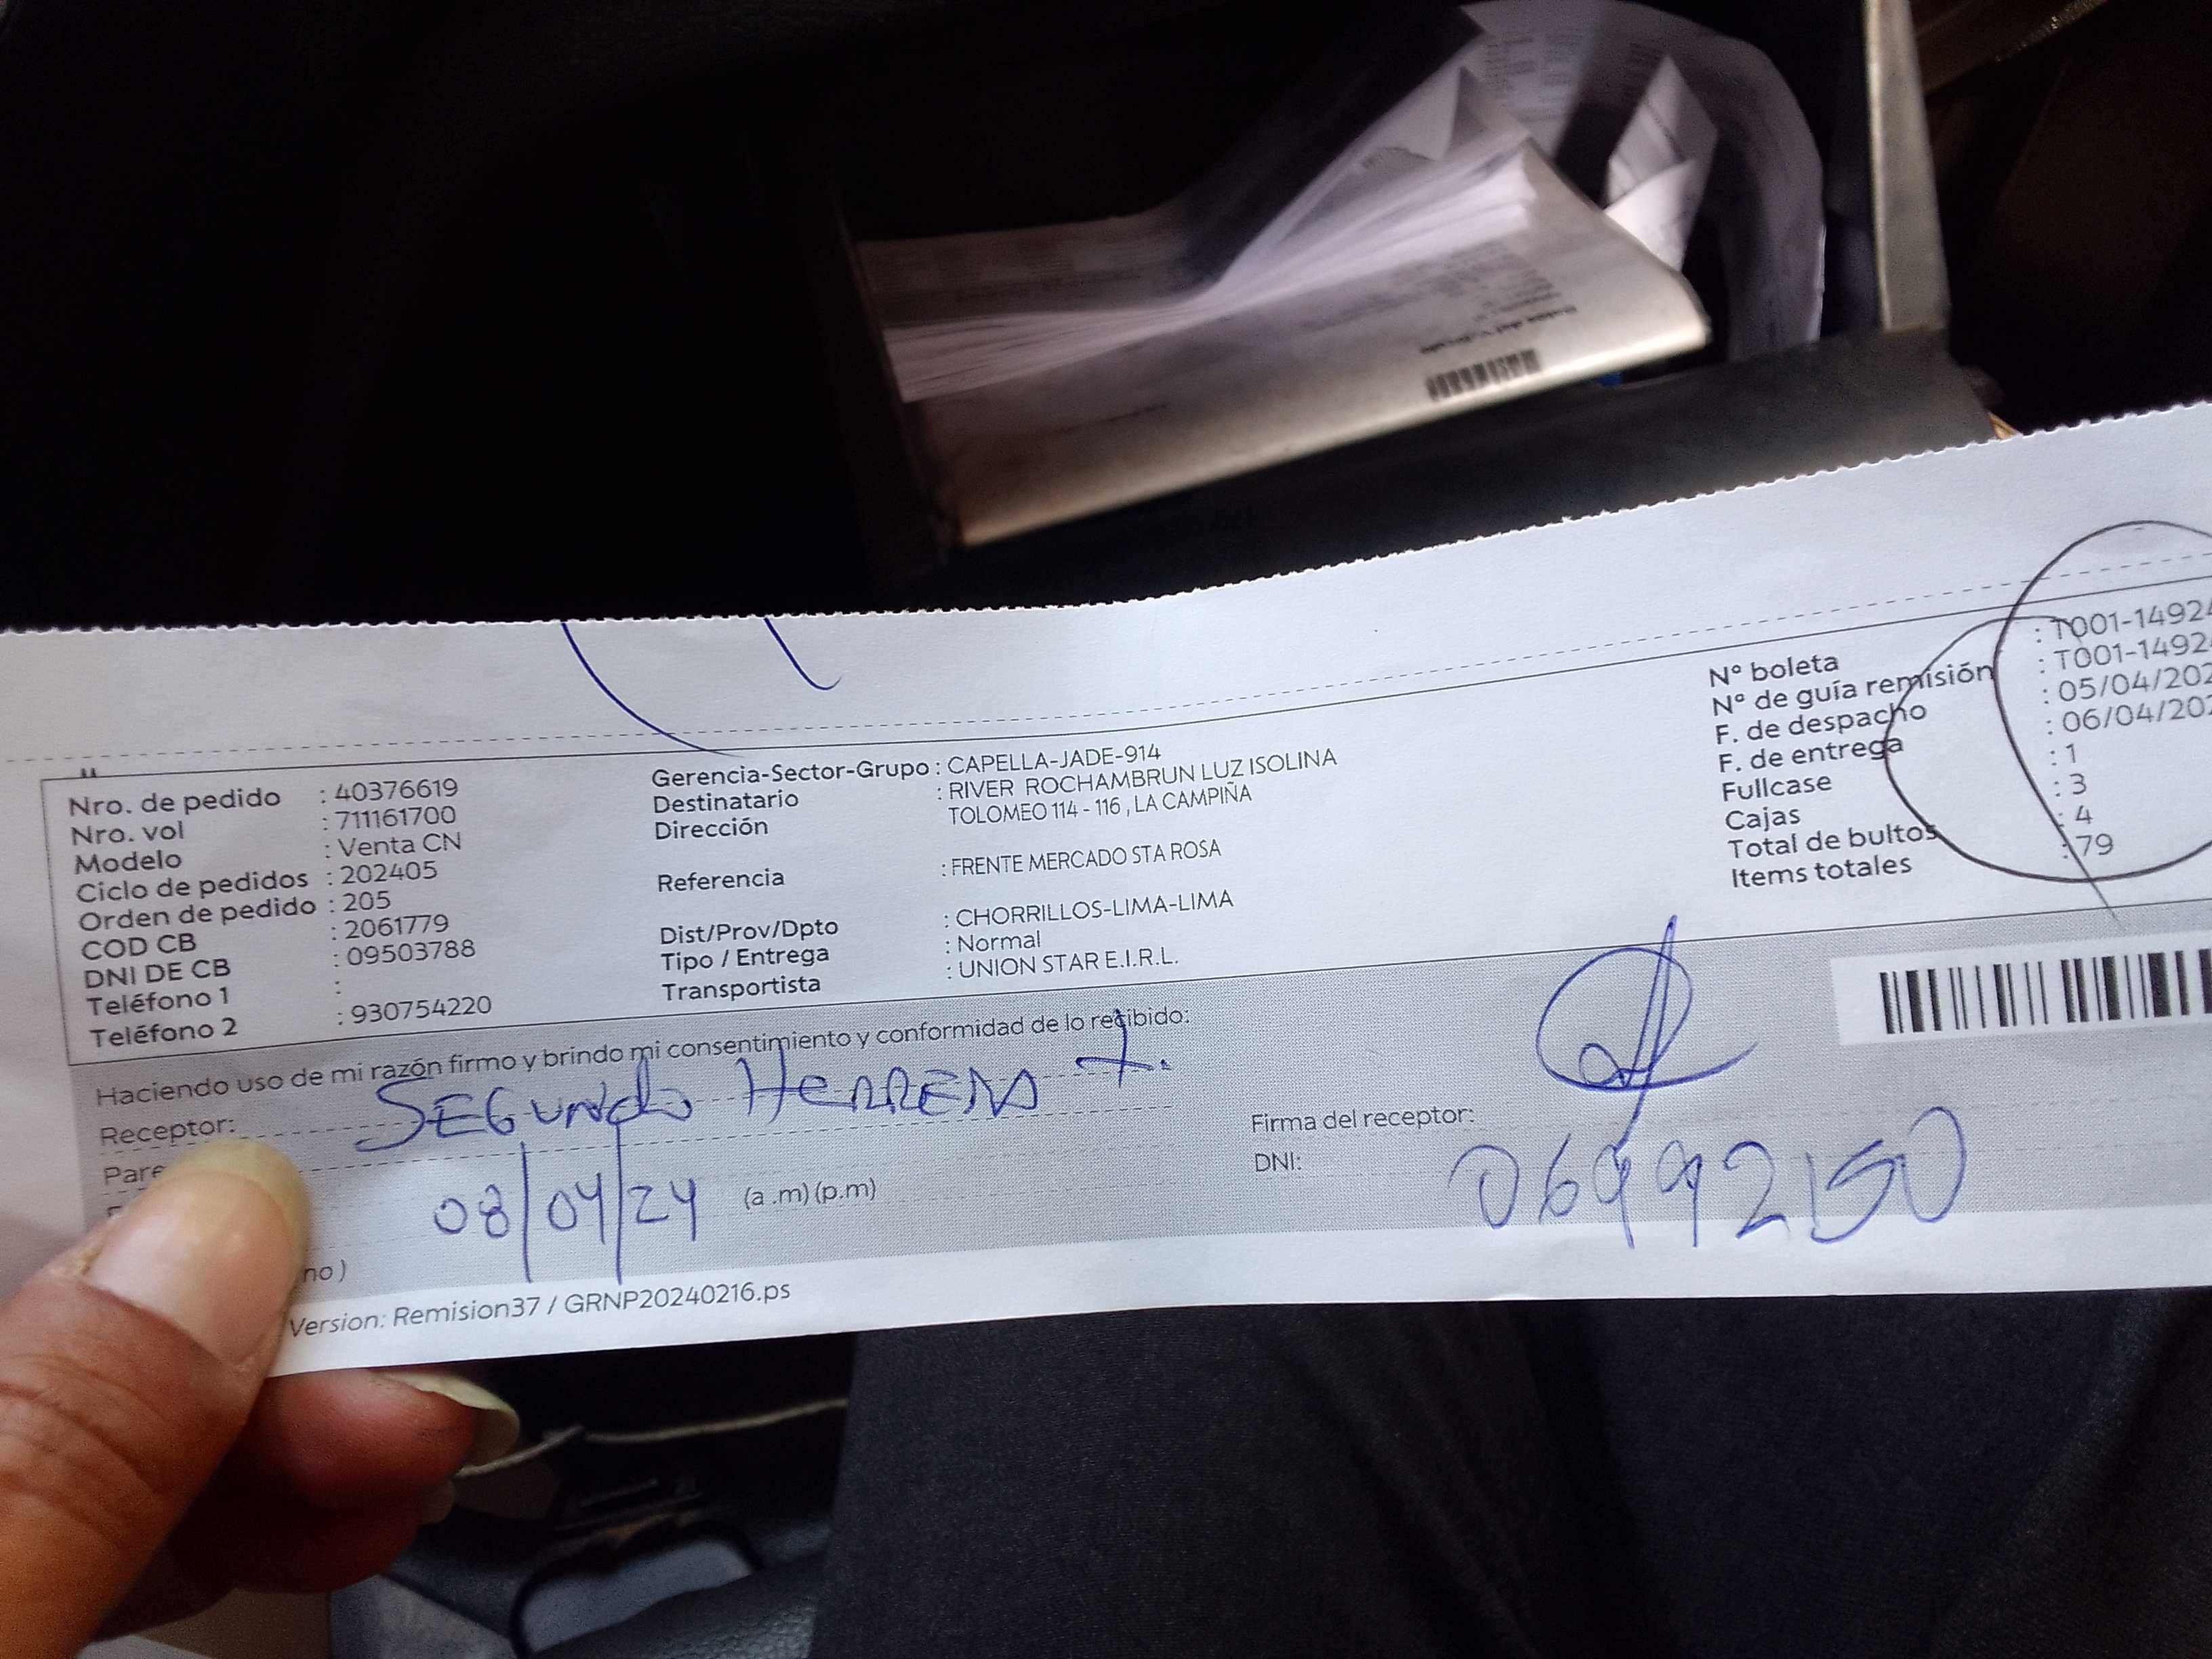 Nro. de pedido : 40376619
Nro. vol : 711161700
Modelo : Venta CN
Ciclo de pedidos : 202405
Orden de pedido : 205
COD CB : 2061779
DNI DE CB : 09503788
Teléfono 1 :
Teléfono 2 : 930754220
Gerencia-Sector-Grupo : CAPELLA-JADE-914
Destinatario : RIVER ROCHAMBRUN LUZ ISOLINA
Dirección TOLOMEO 114 - 116 , LA CAMPIÑA
Referencia : FRENTE MERCADO STA ROSA
Dist/Prov/Dpto : CHORRILLOS-LIMA-LIMA
Tipo / Entrega : Normal
Transportista : UNION STAR E.I.R.L.
N° boleta : T001-1492
N° de guía remisión : T001-1492
F. de despacho : 05/04/202
F. de entrega : 06/04/202
Fullcase : 1
Cajas : 3
Total de bultos : 4
Items totales : 79
Haciendo uso de mi razón firmo y brindo mi consentimiento y conformidad de lo recibido:
Receptor: SEGUNDO HERRERA
Pare
08/04/24 (a .m) (p.m)
no )
Firma del receptor:
DNI: 06992150
Version: Remision37 / GRNP20240216.ps